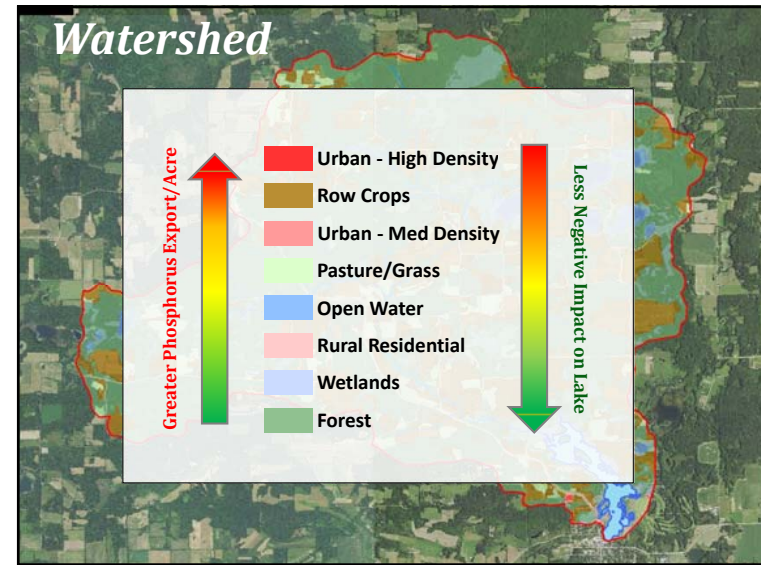 Watershed
Greater Phosphorus Export/Acre
Urban - High Density
Row Crops
Urban - Med Density
Pasture/Grass
Open Water
Rural Residential
Wetlands
Forest
Less Negative Impact on Lake